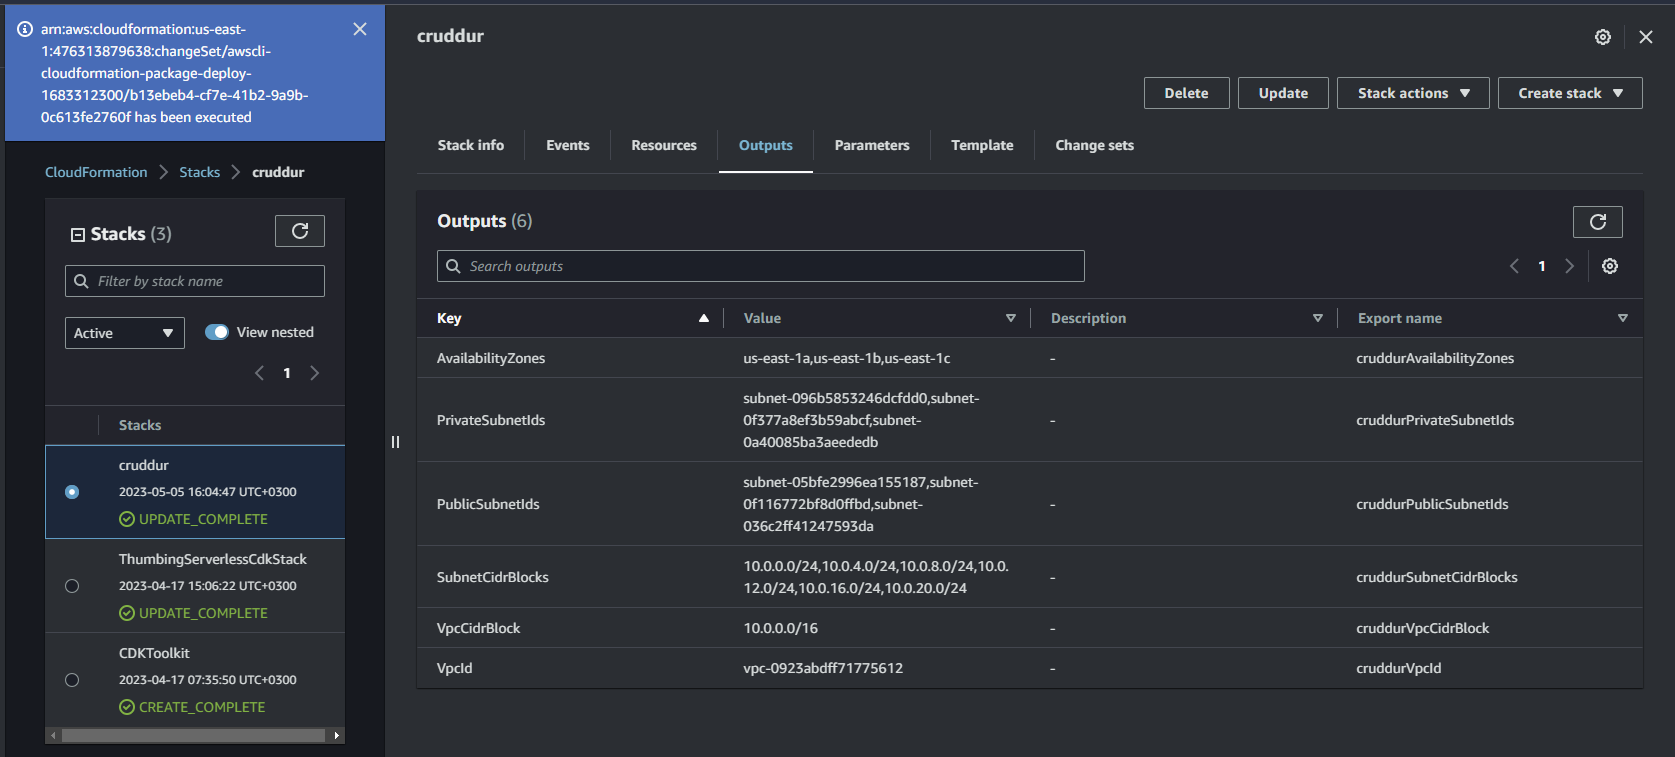 arn:aws:cloudformation:us-east-
1:476313879638:changeSet/awscli-
cloudformation-package-deploy-
1683312300/b13ebeb4-cf7e-41b2-9a9b-
0c613fe2760f has been executed
CloudFormation Stacks cruddur
Stacks (3)
Filter by stack name
Active View nested
1
Stacks
cruddur
2023-05-05 16:04:47 UTC+0300
UPDATE_COMPLETE
ThumbingServerlessCdkStack
2023-04-17 15:06:22 UTC+0300
UPDATE_COMPLETE
CDKToolkit
2023-04-17 07:35:50 UTC+0300
CREATE_COMPLETE
cruddur
Delete Update Stack actions Create stack
Stack info Events Resources Outputs Parameters Template Change sets
Outputs (6)
Search outputs
1
Key Value Description Export name
AvailabilityZones us-east-1a,us-east-1b,us-east-1c - cruddurAvailabilityZones
subnet-096b5853246dcfdd0,subnet-
PrivateSubnetIds 0f377a8ef3b59abcf,subnet- - cruddurPrivateSubnetIds
0a40085ba3aeededb
subnet-05bfe2996ea155187,subnet-
PublicSubnetIds 0f116772bf8d0ffbd,subnet- - cruddurPublicSubnetIds
036c2ff41247593da
SubnetCidrBlocks 10.0.0.0/24,10.0.4.0/24,10.0.8.0/24,10.0. - cruddurSubnetCidrBlocks
12.0/24,10.0.16.0/24,10.0.20.0/24
VpcCidrBlock 10.0.0.0/16 - cruddurVpcCidrBlock
VpcId vpc-0923abdff71775612 - cruddurVpcId